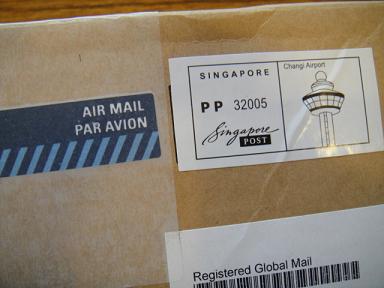 AIR MAIL
PAR AVION
SINGAPORE
Changi Airport
PP 32005
Singapore
POST
Registered Global Mail